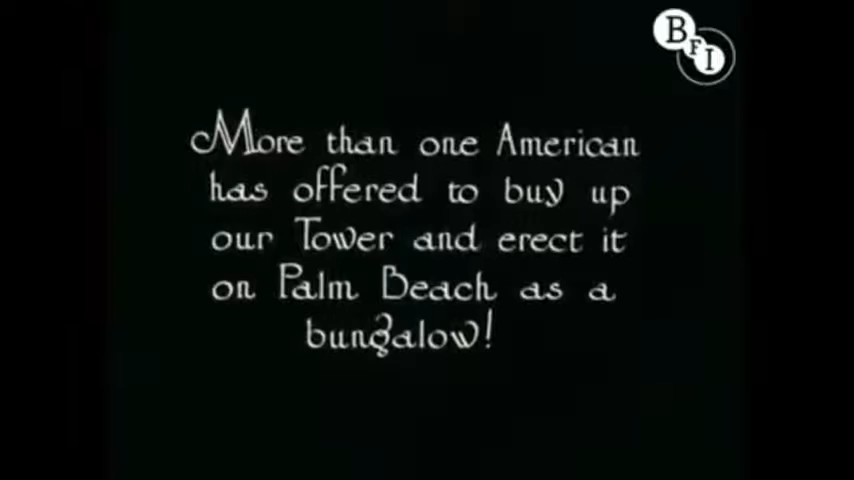 BFI
More than one American
has offered to buy up
our Tower and erect it
on Palm Beach as a
bungalow!